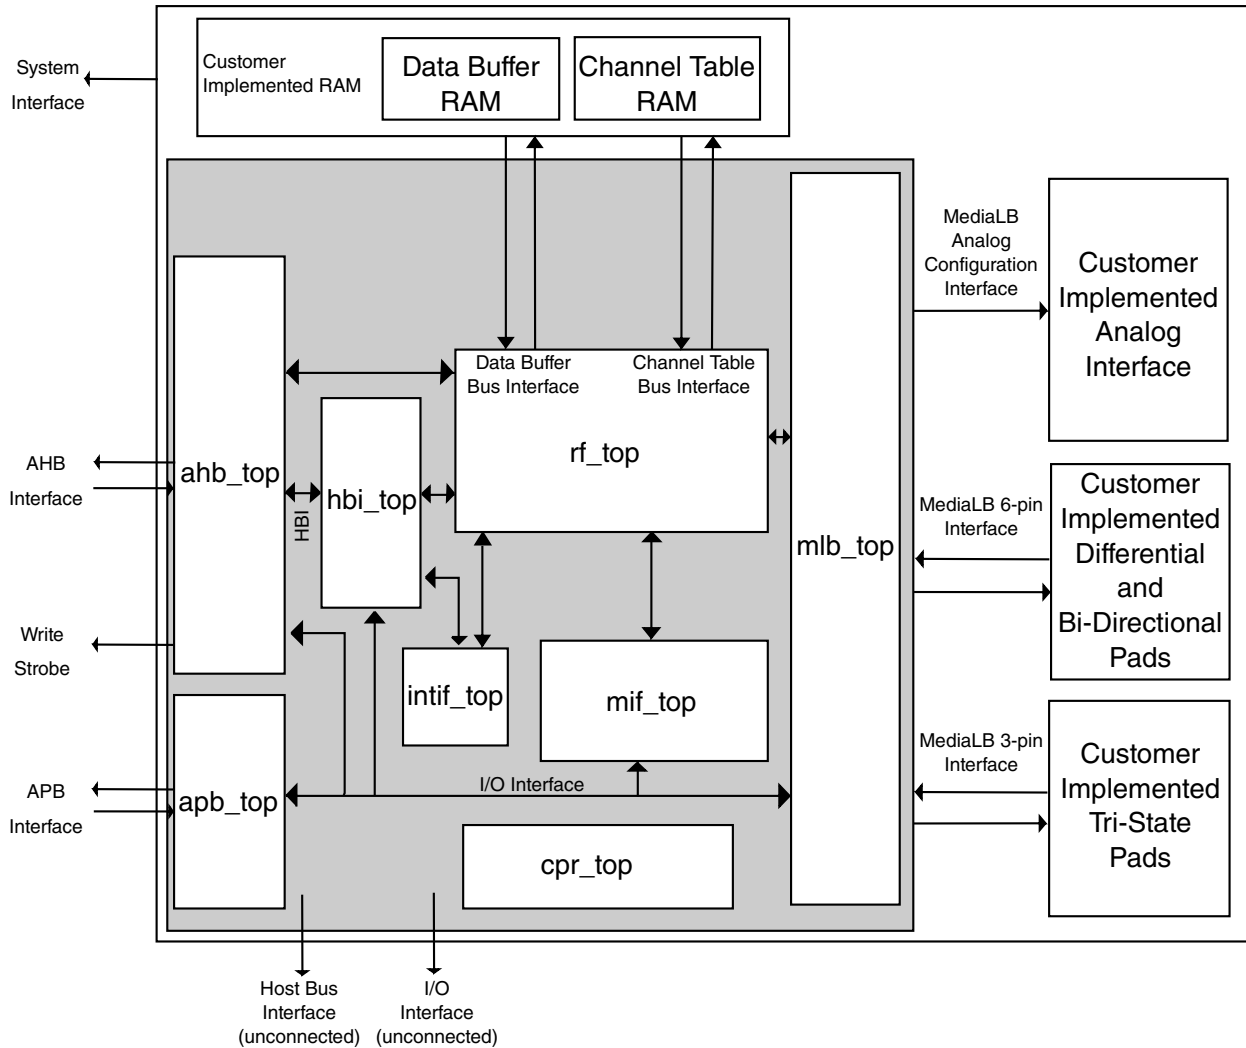 System
Interface
Customer
Implemented RAM
Data Buffer
RAM
Channel Table
RAM
MediaLB
Analog
Configuration
Interface
Customer
Implemented
Analog
Interface
Data Buffer
Bus Interface
Channel Table
Bus Interface
rf_top
AHB
Interface
ahb_top
HBI
hbi_top
mlb_top
MediaLB 6-pin
Interface
Customer
Implemented
Differential
and
Bi-Directional
Pads
Write
Strobe
intif_top
mif_top
MediaLB 3-pin
Interface
Customer
Implemented
Tri-State
Pads
APB
Interface
apb_top
I/O Interface
cpr_top
Host Bus
Interface
(unconnected)
I/O
Interface
(unconnected)